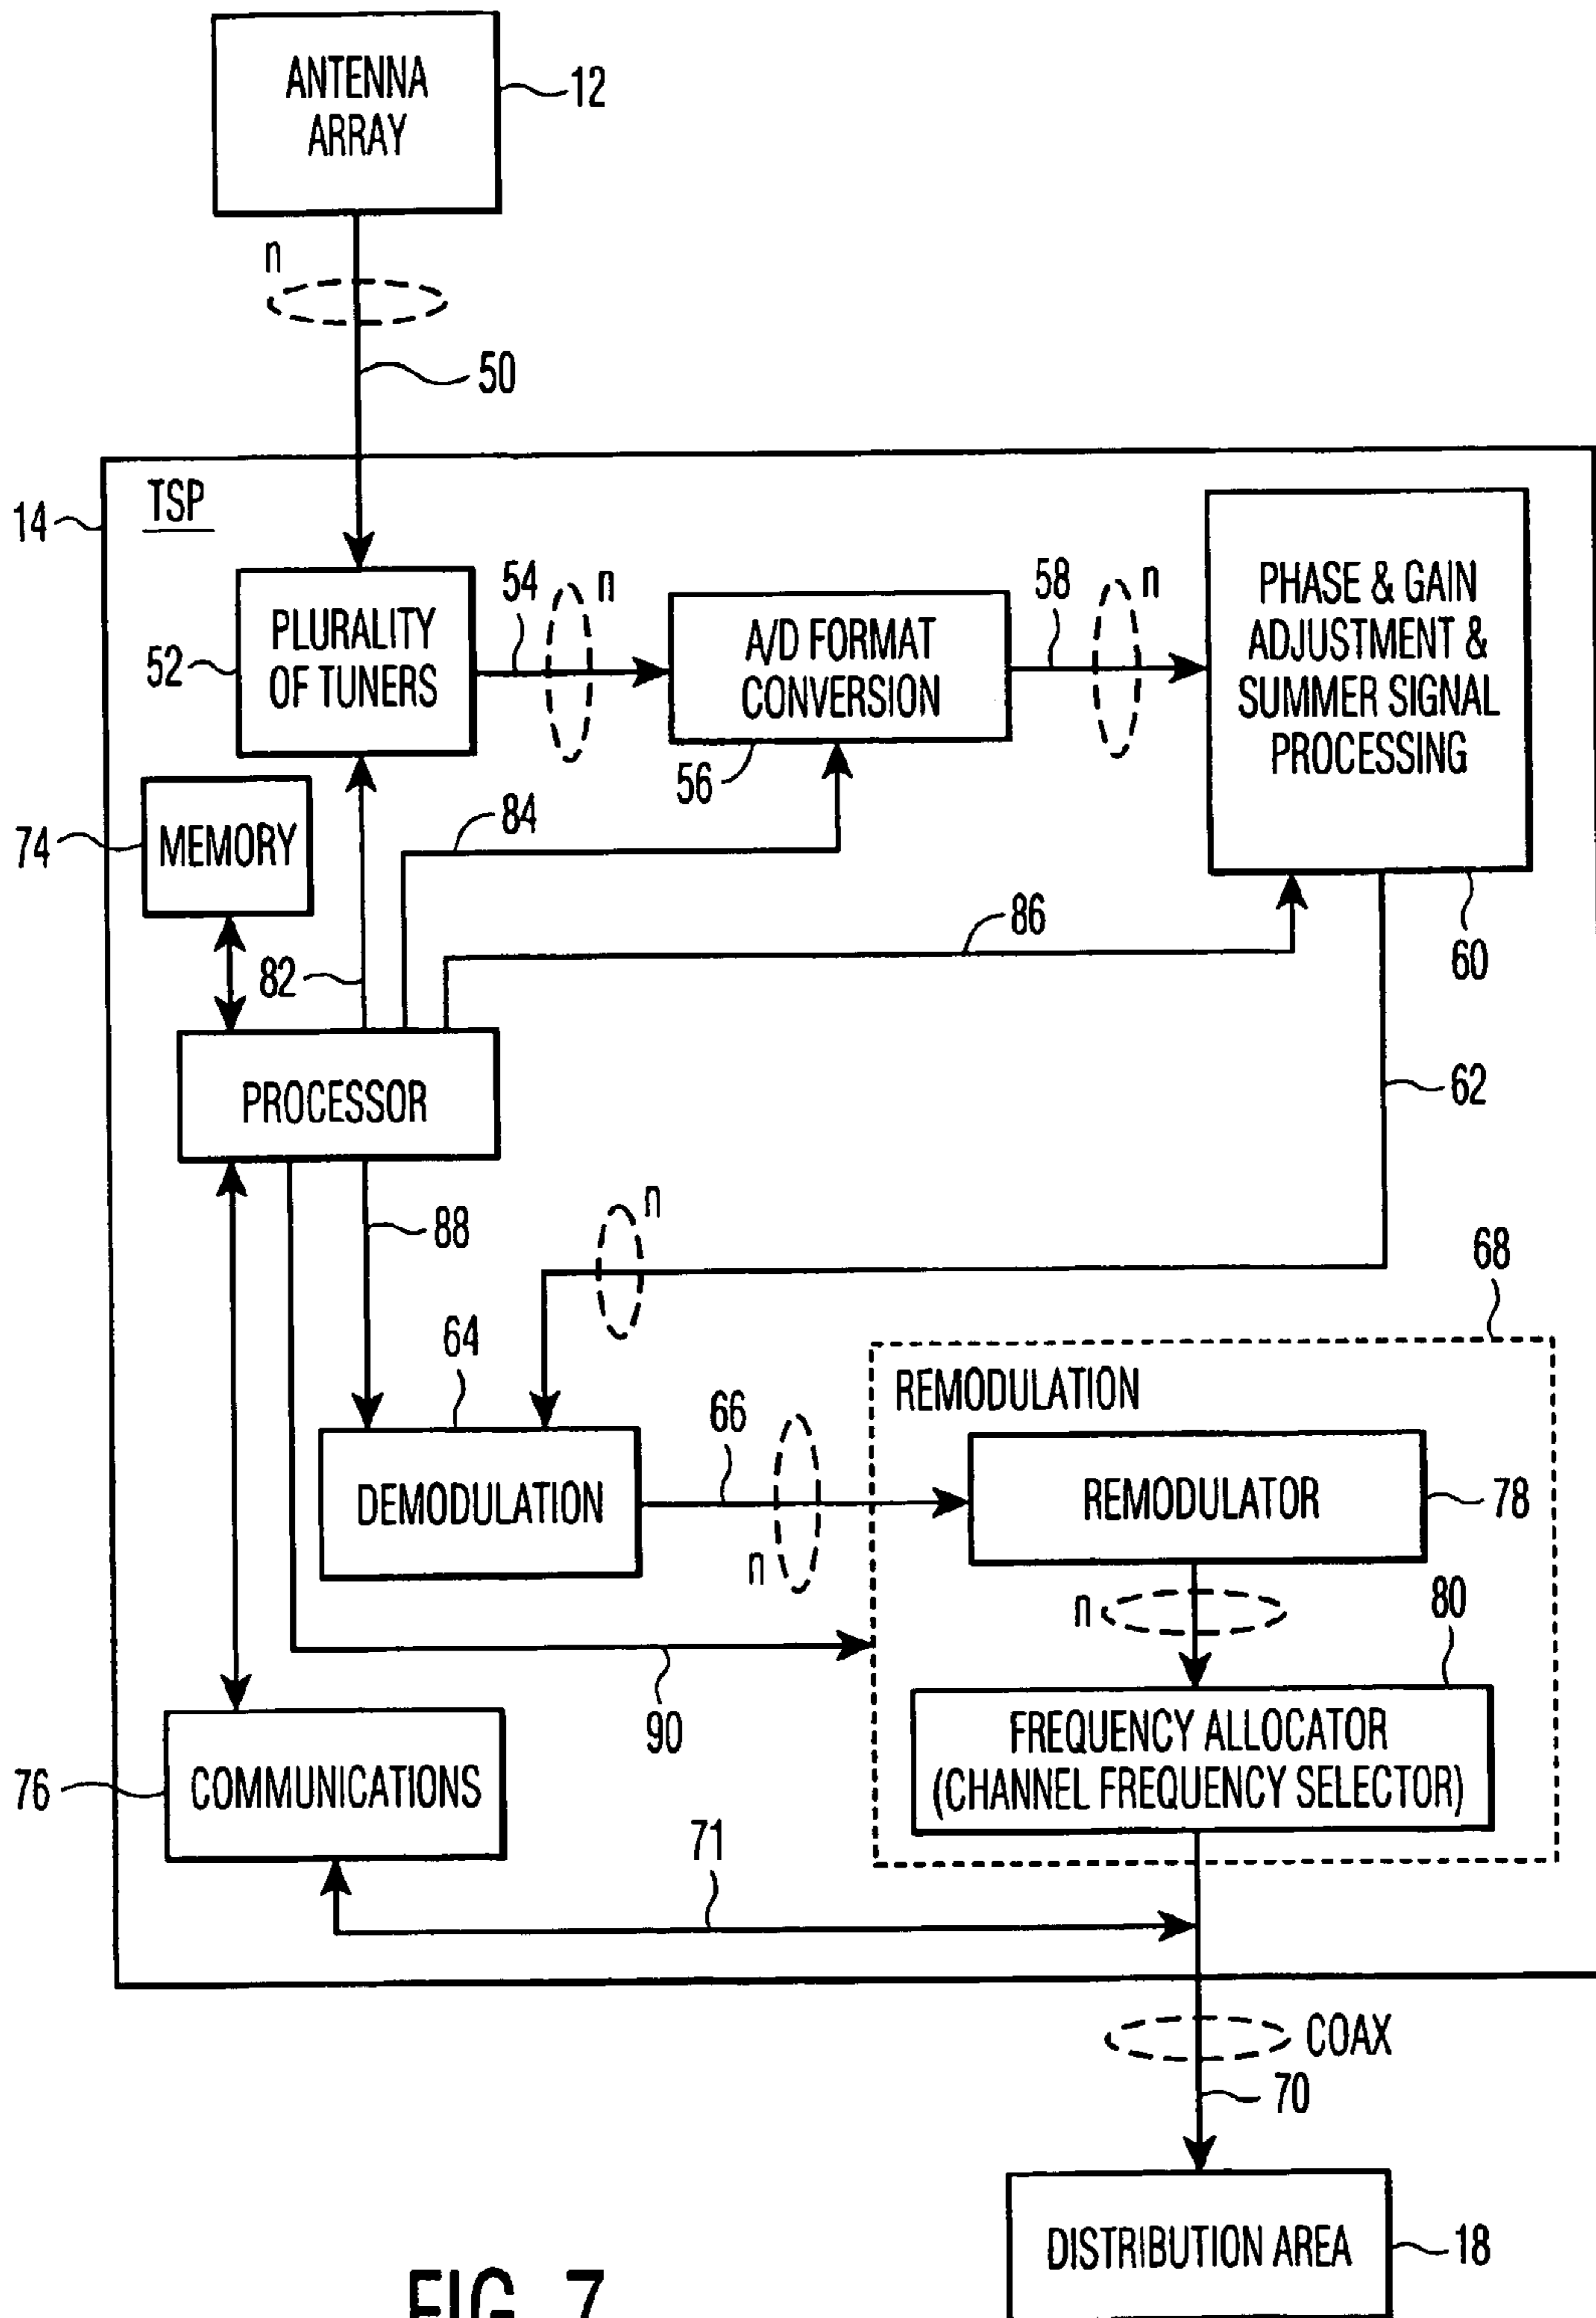 ANTENNA
ARRAY
12
n
50
14
TSP
52
PLURALITY
OF TUNERS
54
n
A/D FORMAT
CONVERSION
56
58
n
PHASE & GAIN
ADJUSTMENT &
SUMMER SIGNAL
PROCESSING
60
74
MEMORY
82
84
86
PROCESSOR
62
88
n
64
DEMODULATION
66
n
68
REMODULATION
REMODULATOR
78
n
80
FREQUENCY ALLOCATOR
(CHANNEL FREQUENCY SELECTOR)
90
76
COMMUNICATIONS
71
COAX
70
DISTRIBUTION AREA
18
FIG. 7